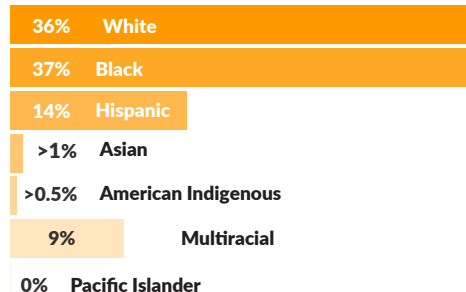 36% White
37% Black
14% Hispanic
>1% Asian
>0.5% American Indigenous
9% Multiracial
0% Pacific Islander